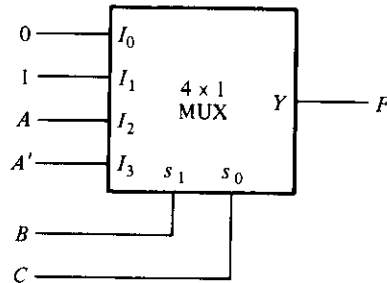 0 I₀
1 I₁
4 × 1
A I₂ MUX Y F
A′ I₃
s₁ s₀
B
C